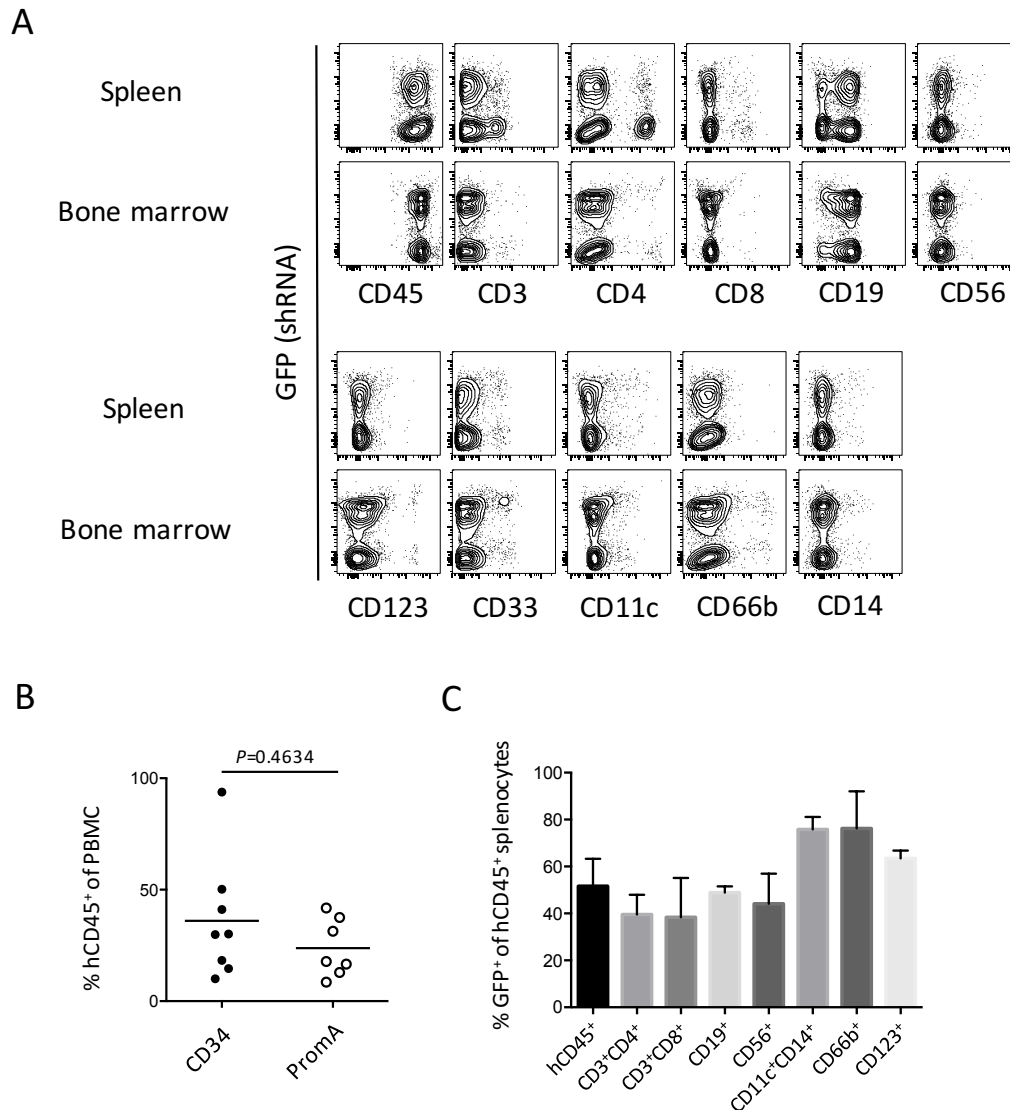 A
Spleen
Bone marrow
GFP (shRNA)
CD45 CD3 CD4 CD8 CD19 CD56
Spleen
Bone marrow
CD123 CD33 CD11c CD66b CD14
B
P=0.4634
% hCD45⁺ of PBMC
100
50
0
CD34 PromA
C
% GFP⁺ of hCD45⁺ splenocytes
100
80
60
40
20
0
hCD45⁺ CD3⁺CD4⁺ CD3⁺CD8⁺ CD19⁺ CD56⁺ CD11c⁺CD14⁺ CD66b⁺ CD123⁺